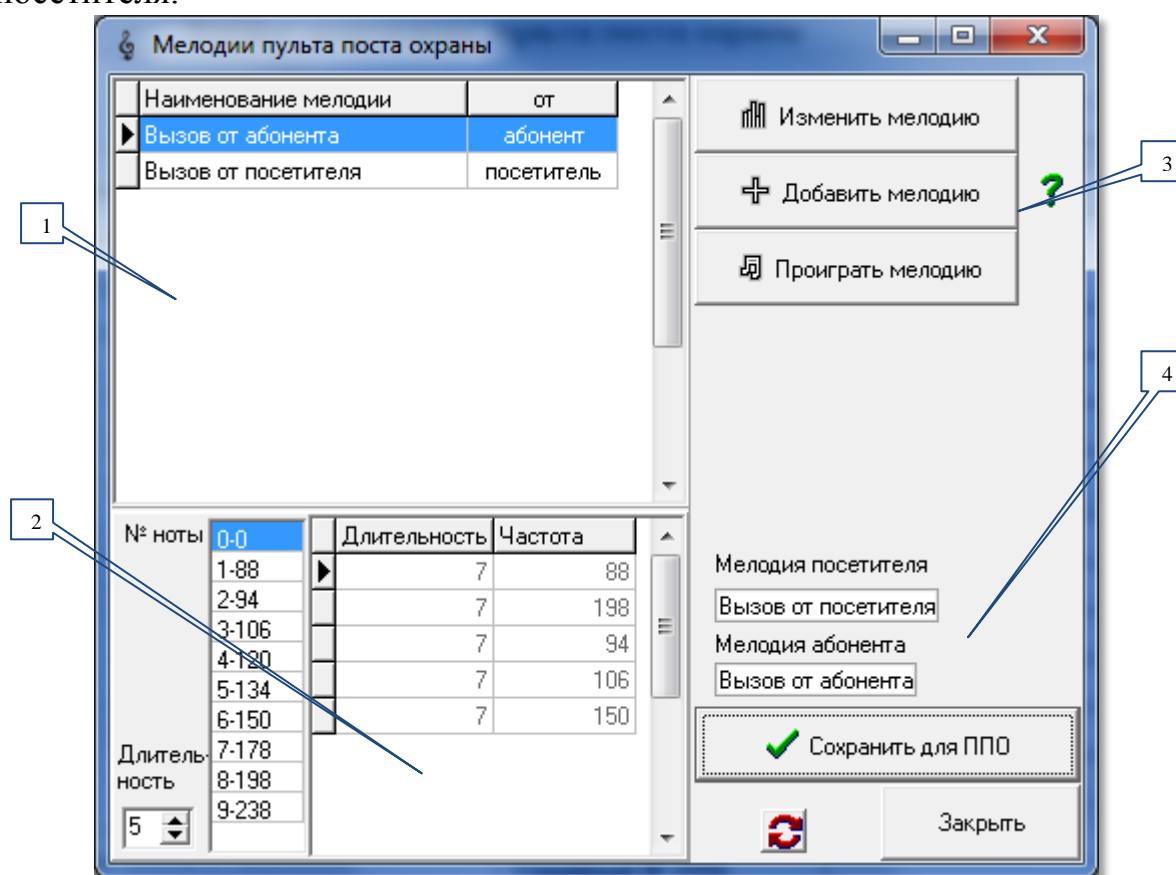 посетителя.
Мелодии пульта поста охраны
Наименование мелодии от
Вызов от абонента абонент
Вызов от посетителя посетитель
Изменить мелодию
Добавить мелодию
?
Проиграть мелодию
1
3
4
2
№ ноты
0-0
1-88
2-94
3-106
4-120
5-134
6-150
7-178
8-198
9-238
Длитель-
ность
5
Длительность Частота
7 88
7 198
7 94
7 106
7 150
Мелодия посетителя
Вызов от посетителя
Мелодия абонента
Вызов от абонента
Сохранить для ППО
Закрыть